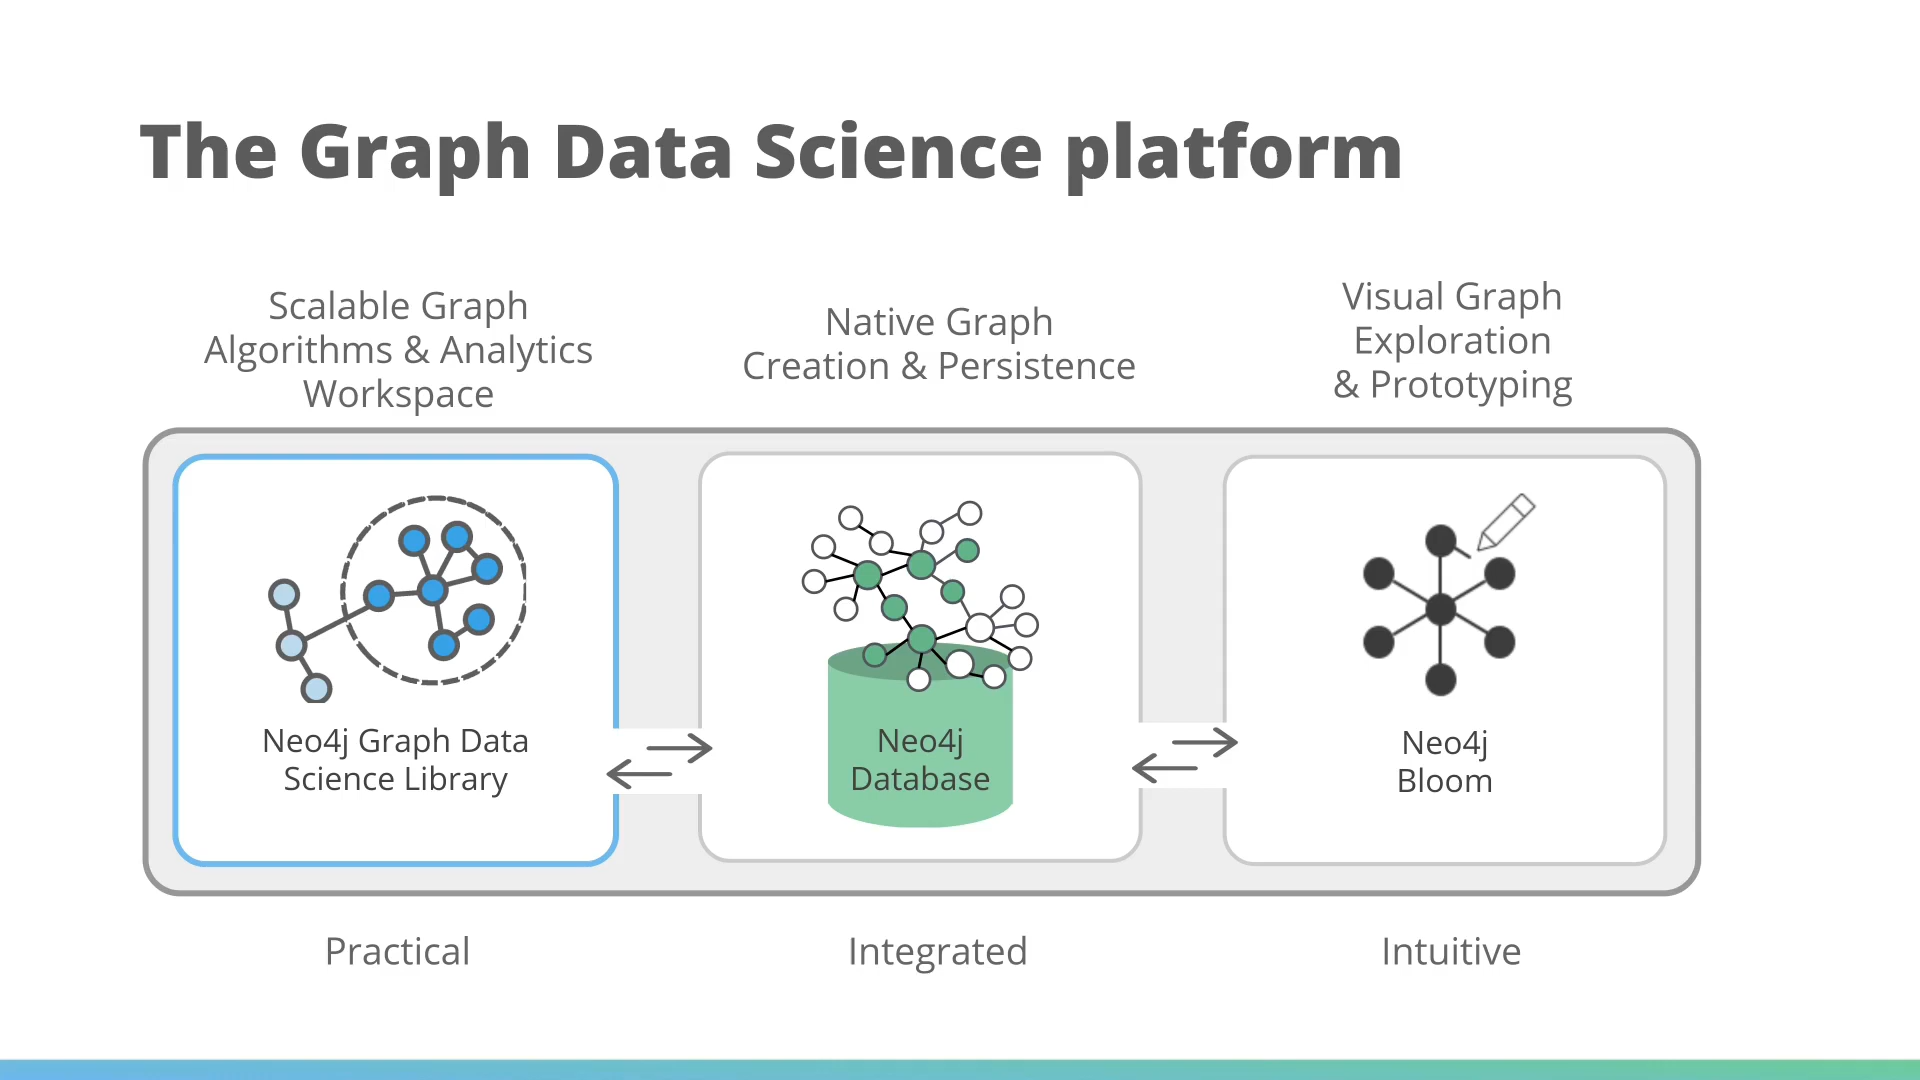 The Graph Data Science platform
Scalable Graph
Algorithms & Analytics
Workspace
Native Graph
Creation & Persistence
Visual Graph
Exploration
& Prototyping
Neo4j Graph Data
Science Library
Neo4j
Database
Neo4j
Bloom
Practical
Integrated
Intuitive